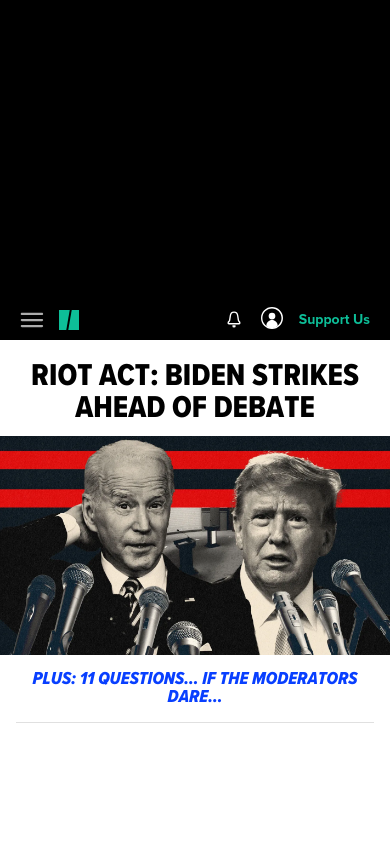 Support Us
RIOT ACT: BIDEN STRIKES
AHEAD OF DEBATE
PLUS: 11 QUESTIONS... IF THE MODERATORS
DARE...